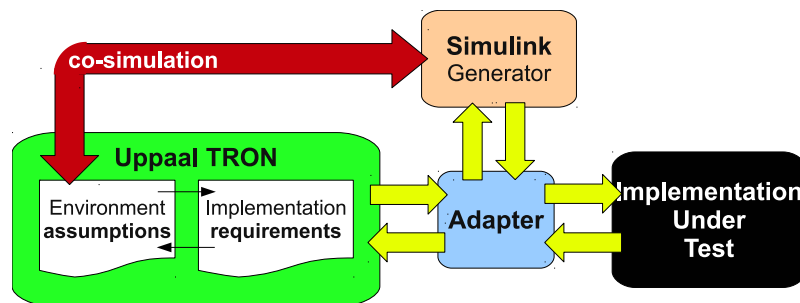 co-simulation
Simulink
Generator
Uppaal TRON
Environment
assumptions
Implementation
requirements
Adapter
Implementation
Under
Test